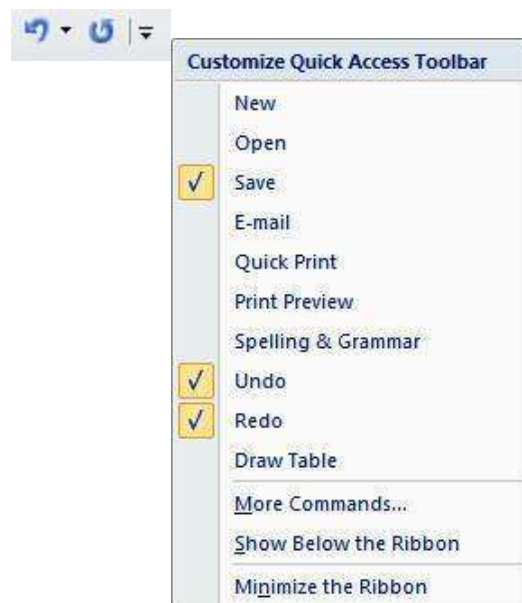 Customize Quick Access Toolbar
New
Open
Save
E-mail
Quick Print
Print Preview
Spelling & Grammar
Undo
Redo
Draw Table
More Commands...
Show Below the Ribbon
Minimize the Ribbon